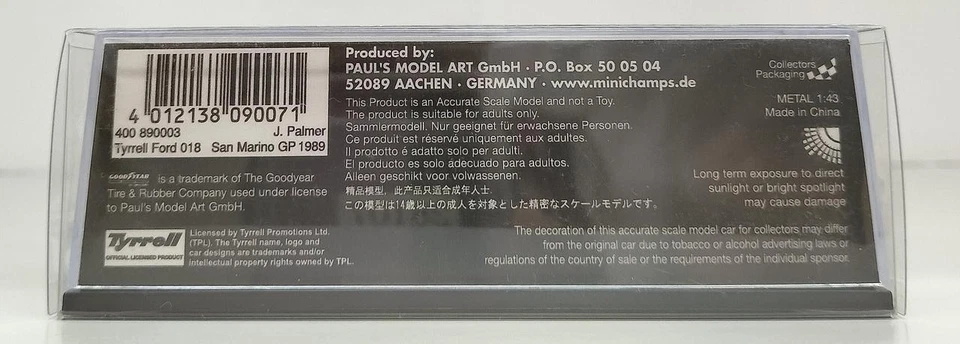 4 012138 090071
400 890003 J. Palmer
Tyrrell Ford 018 San Marino GP 1989
GOODYEAR is a trademark of The Goodyear
Tire & Rubber Company used under license
to Paul's Model Art GmbH.
Tyrrell
OFFICIAL LICENSED PRODUCT
Licensed by Tyrrell Promotions Ltd.
(TPL). The Tyrrell name, logo and
car designs are trademarks and/or
intellectual property rights owned by TPL.
Produced by:
PAUL'S MODEL ART GmbH · P.O. Box 50 05 04
52089 AACHEN · GERMANY · www.minichamps.de
This Product is an Accurate Scale Model and not a Toy.
The product is suitable for adults only.
Sammlermodell. Nur geeignet für erwachsene Personen.
Ce produit est réservé uniquement aux adultes.
Il prodotto é adatto solo per adulti.
El producto es solo adecuado para adultos.
Alleen geschikt voor volwassenen.
精品模型，此产品只适合成年人士.
この模型は14歳以上の成人を対象とした精密なスケールモデルです。
Collectors
Packaging
METAL 1:43
Made in China
Long term exposure to direct
sunlight or bright spotlight
may cause damage
The decoration of this accurate scale model car for collectors may differ
from the original car due to tobacco or alcohol advertising laws or
regulations of the country of sale or the requirements of the individual sponsor.